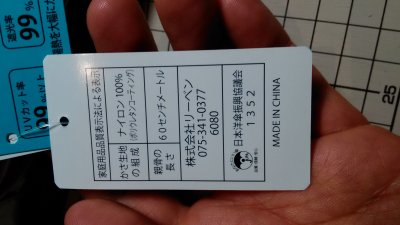 家庭用品品質表示法による表示
かさ生地の組成
ナイロン 100%
(ポリウレタンコーティング)
親骨の長さ
60センチメートル
株式会社リーベン
075-341-0377
6080
日本洋傘振興協議会
1352
MADE IN CHINA
遮光率
99%
UVカット率
99%以上
25